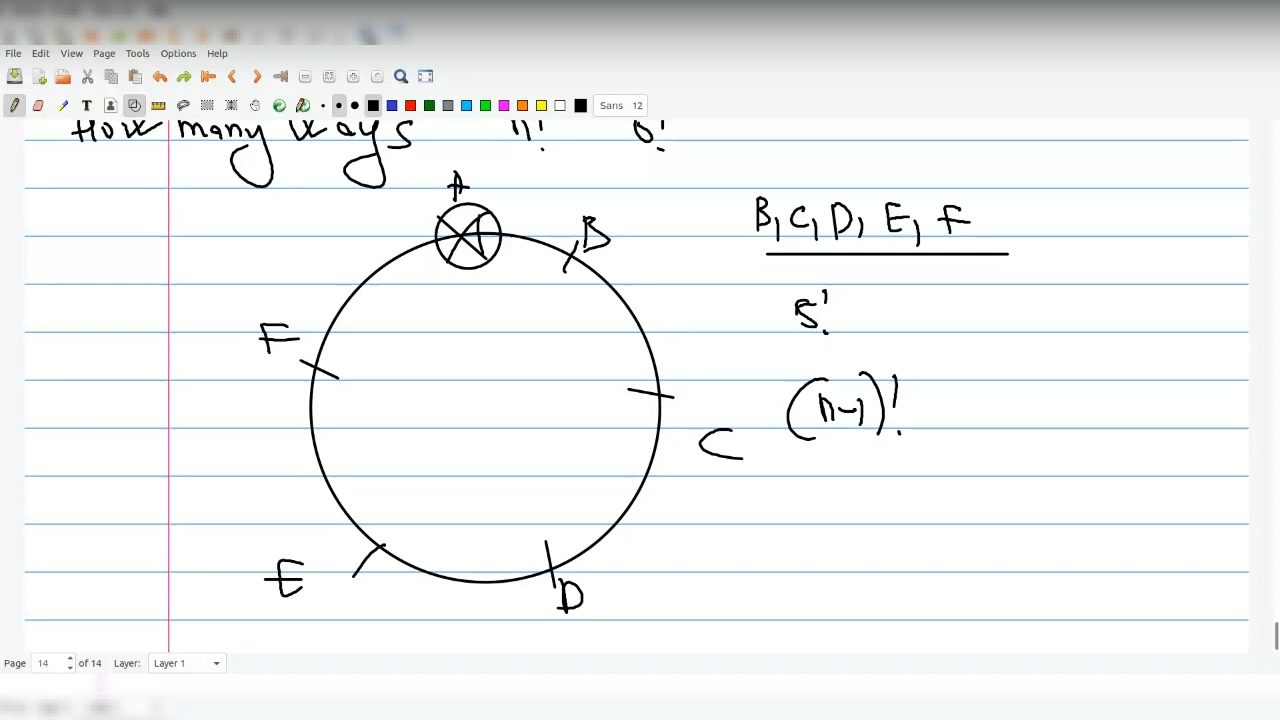 File Edit View Page Tools Options Help
Sans 12
How many ways n! 6!
A
B
B, C, D, E, F
5!
F
(n-1)!
C
E
D
Page 14 of 14 Layer: Layer 1